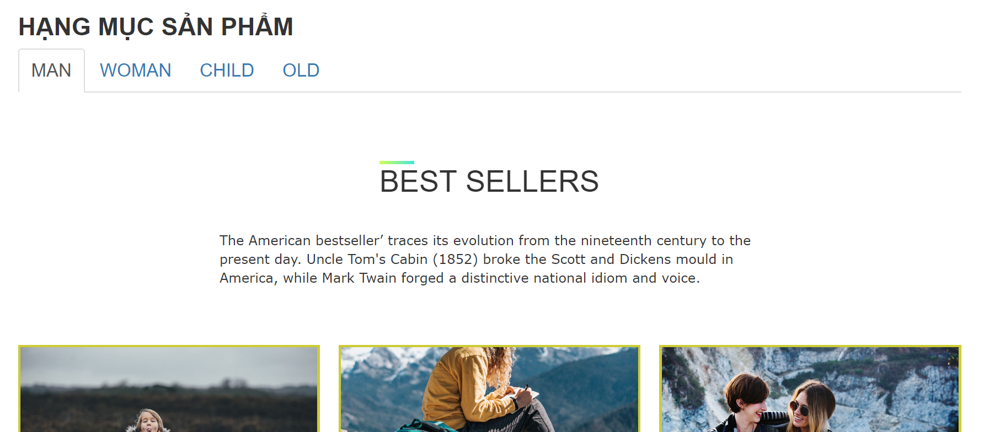 HẠNG MỤC SẢN PHẨM
MAN WOMAN CHILD OLD
BEST SELLERS
The American bestseller’ traces its evolution from the nineteenth century to the
present day. Uncle Tom's Cabin (1852) broke the Scott and Dickens mould in
America, while Mark Twain forged a distinctive national idiom and voice.